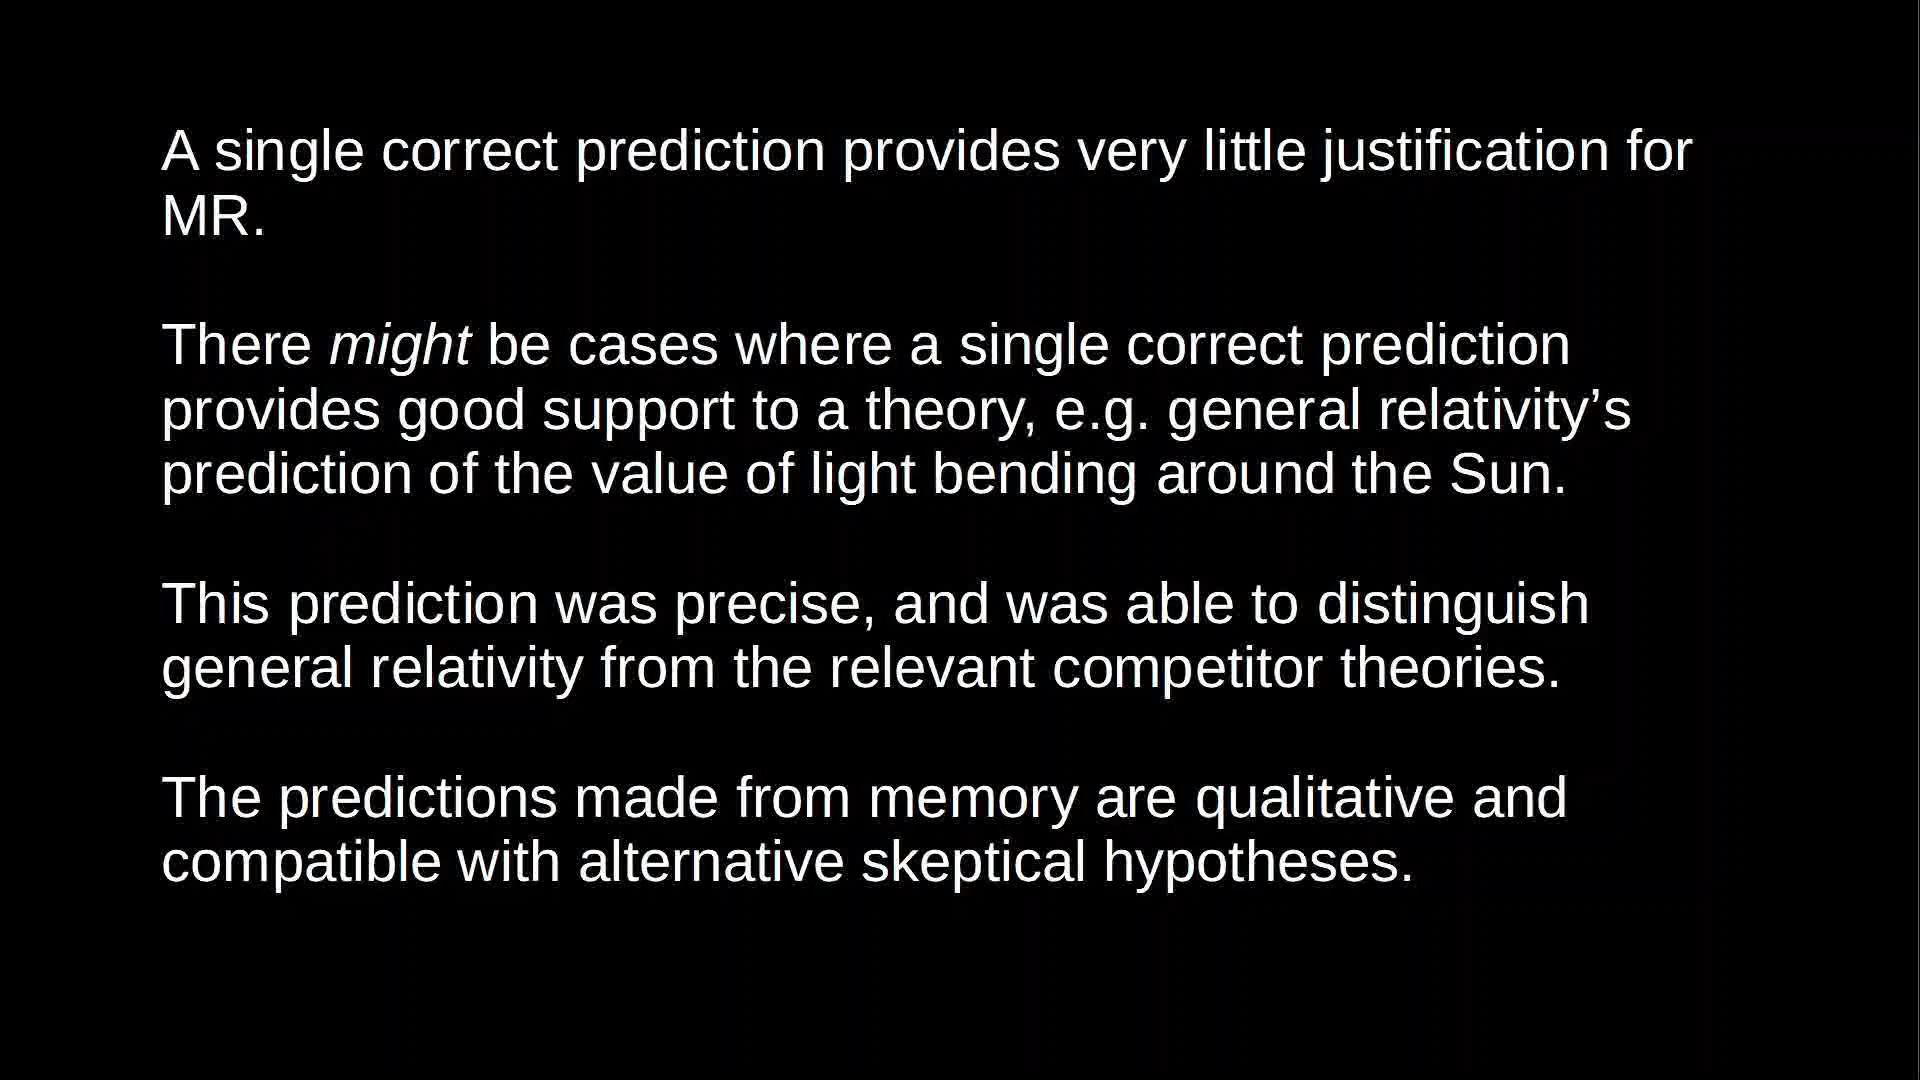 A single correct prediction provides very little justification for
MR.
There might be cases where a single correct prediction
provides good support to a theory, e.g. general relativity’s
prediction of the value of light bending around the Sun.
This prediction was precise, and was able to distinguish
general relativity from the relevant competitor theories.
The predictions made from memory are qualitative and
compatible with alternative skeptical hypotheses.